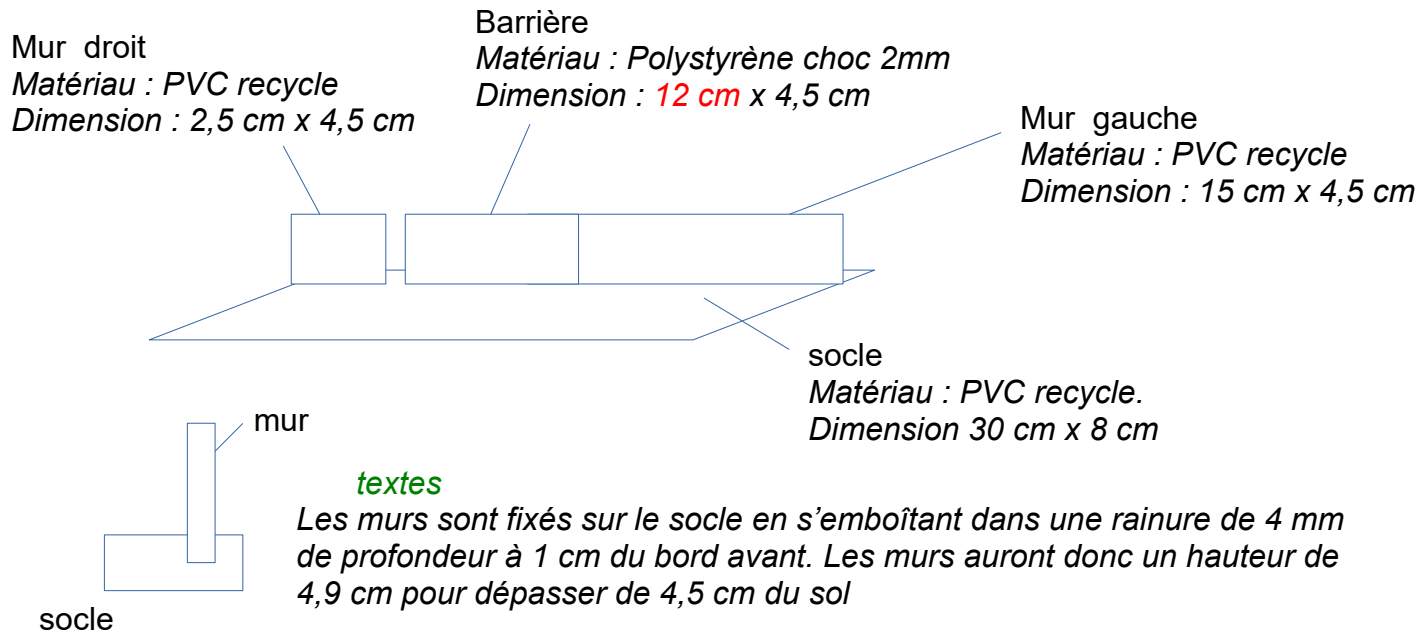 Mur droit
Matériau : PVC recycle
Dimension : 2,5 cm x 4,5 cm
Barrière
Matériau : Polystyrène choc 2mm
Dimension : 12 cm x 4,5 cm
Mur gauche
Matériau : PVC recycle
Dimension : 15 cm x 4,5 cm
socle
Matériau : PVC recycle.
Dimension 30 cm x 8 cm
mur
textes
Les murs sont fixés sur le socle en s’emboîtant dans une rainure de 4 mm
de profondeur à 1 cm du bord avant. Les murs auront donc un hauteur de
4,9 cm pour dépasser de 4,5 cm du sol
socle